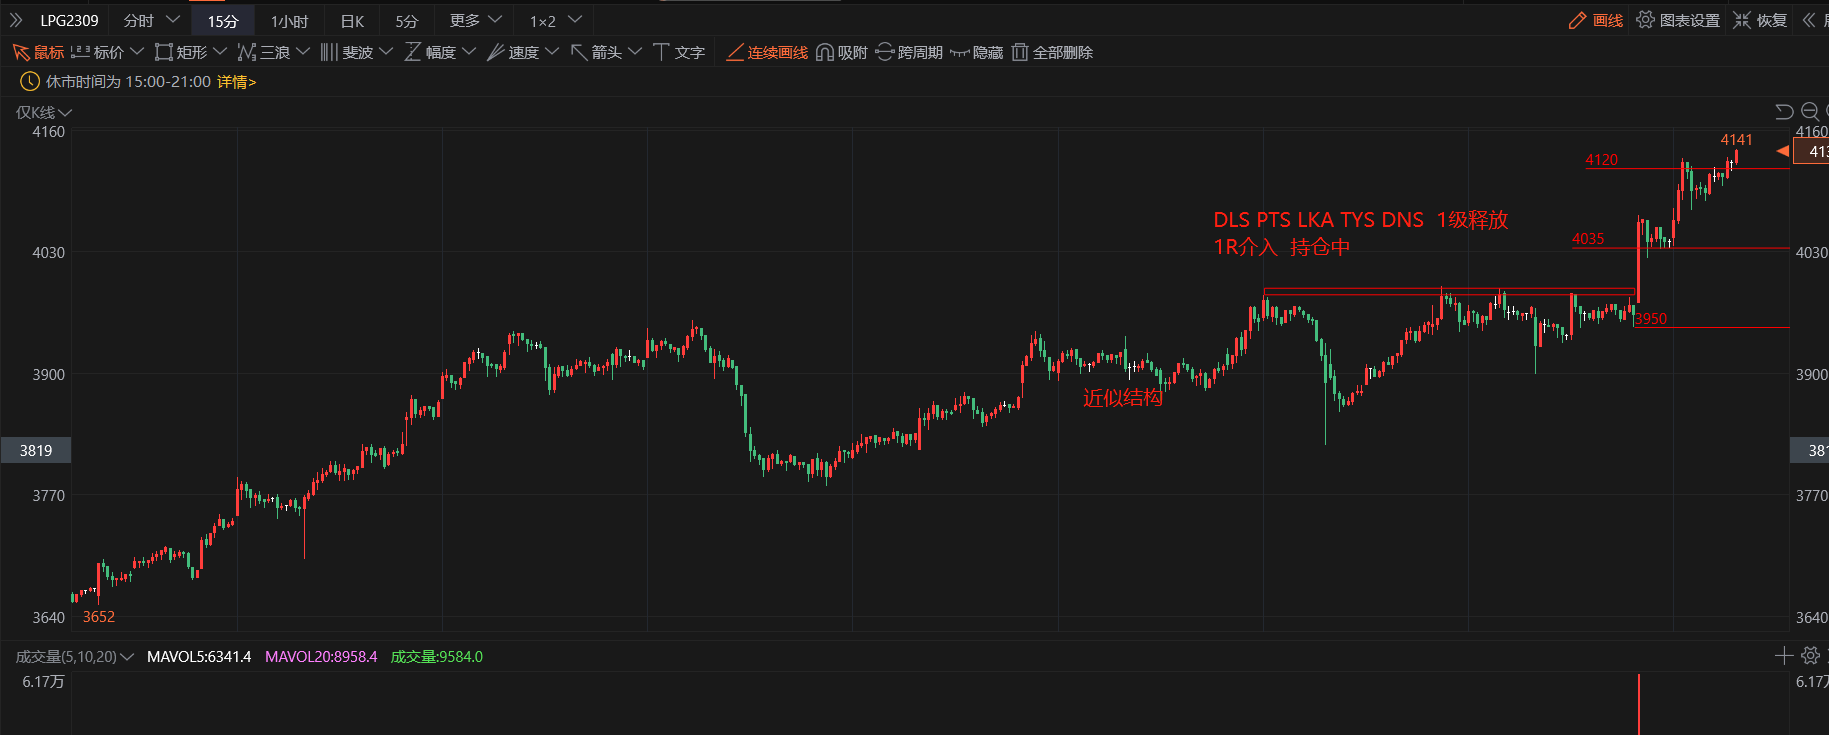 LPG2309 分时 15分 1小时 日K 5分 更多 1×2 画线 图表设置 恢复
鼠标 标价 矩形 三浪 斐波 幅度 速度 箭头 文字 连续画线 吸附 跨周期 隐藏 全部删除
休市时间为 15:00-21:00 详情>
仅K线
4160 4160
4141
413
4120
DLS PTS LKA TYS DNS 1级释放
1R介入 持仓中
4035
4030 4030
3950
3900 3900
近似结构
3819 381
3770 3770
3652
3640 3640
成交量(5,10,20) MAVOL5:6341.4 MAVOL20:8958.4 成交量:9584.0
6.17万 6.17万